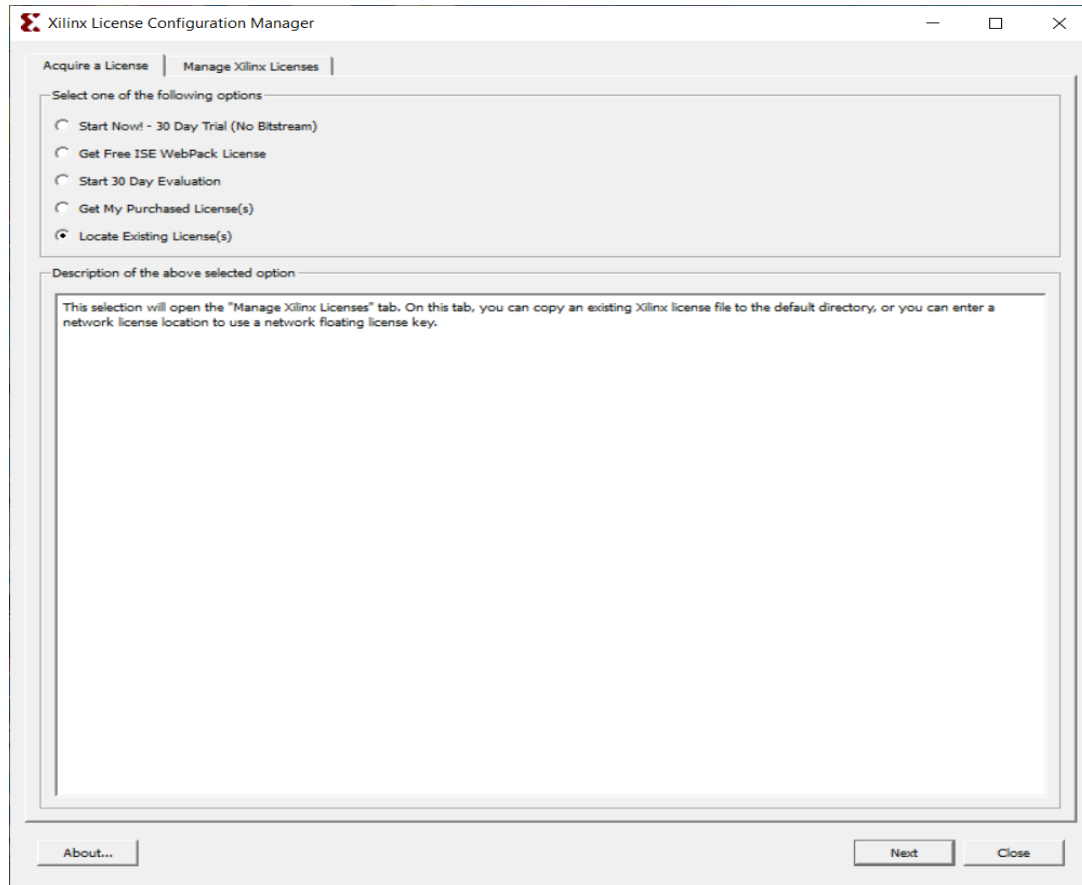 Xilinx License Configuration Manager
Acquire a License
Manage Xilinx Licenses
Select one of the following options
Start Now! - 30 Day Trial (No Bitstream)
Get Free ISE WebPack License
Start 30 Day Evaluation
Get My Purchased License(s)
Locate Existing License(s)
Description of the above selected option
This selection will open the "Manage Xilinx Licenses" tab. On this tab, you can copy an existing Xilinx license file to the default directory, or you can enter a
network license location to use a network floating license key.
About...
Next
Close